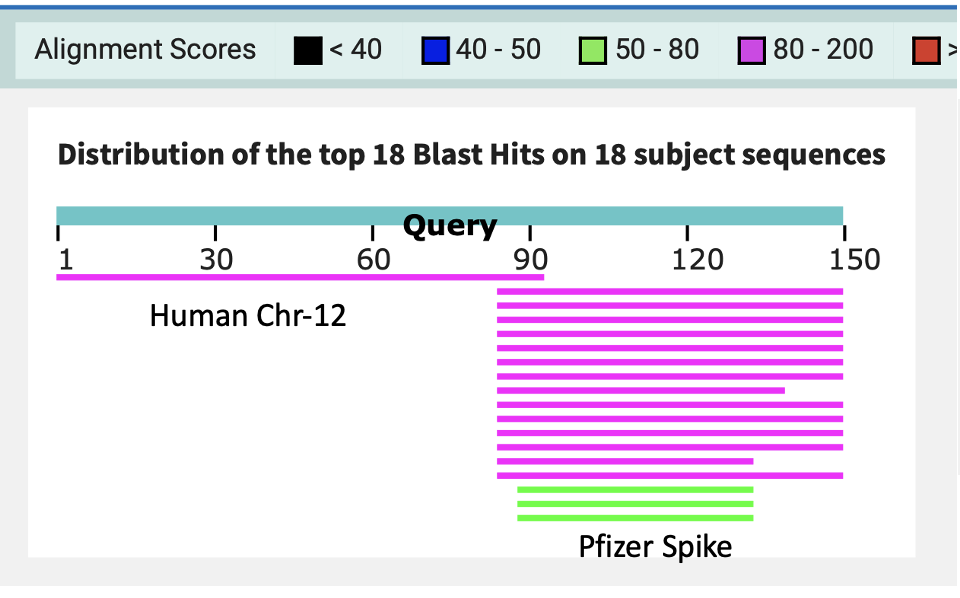 Alignment Scores < 40 40 - 50 50 - 80 80 - 200 >
Distribution of the top 18 Blast Hits on 18 subject sequences
Query
1 30 60 90 120 150
Human Chr-12
Pfizer Spike